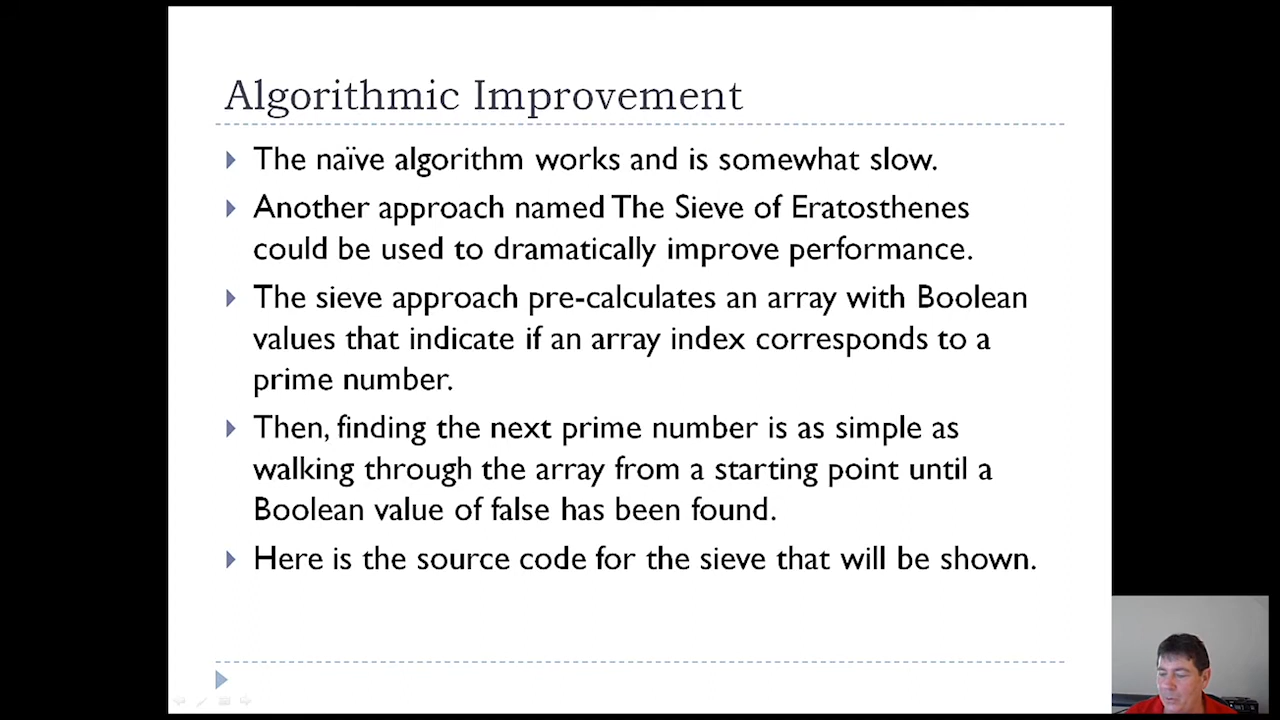 Algorithmic Improvement
The naïve algorithm works and is somewhat slow.
Another approach named The Sieve of Eratosthenes
could be used to dramatically improve performance.
The sieve approach pre-calculates an array with Boolean
values that indicate if an array index corresponds to a
prime number.
Then, finding the next prime number is as simple as
walking through the array from a starting point until a
Boolean value of false has been found.
Here is the source code for the sieve that will be shown.